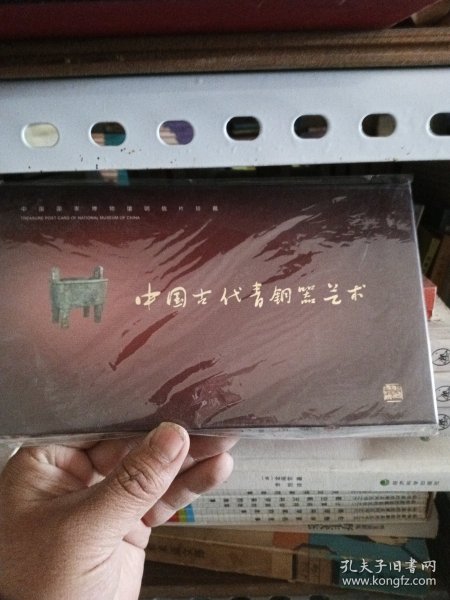 中国国家博物馆明信片珍藏
TREASURE POST CARD OF NATIONAL MUSEUM OF CHINA
中国古代青铜器艺术
孔夫子旧书网
www.kongfz.com